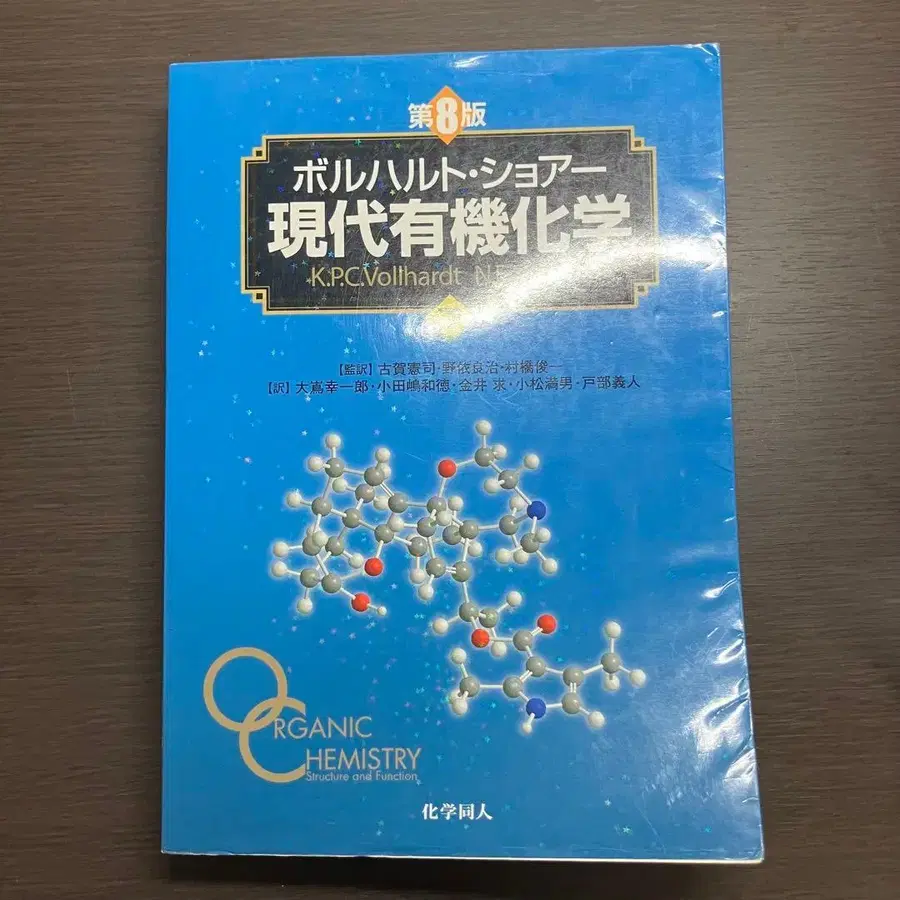 第8版
ボルハルト・ショアー
現代有機化学
K.P.C.Vollhardt N.E.
【監訳】古賀憲司・野依良治・村橋俊一
【訳】大嶌幸一郎・小田嶋和徳・金井 求・小松満男・戸部義人
ORGANIC
CHEMISTRY
Structure and Function
化学同人